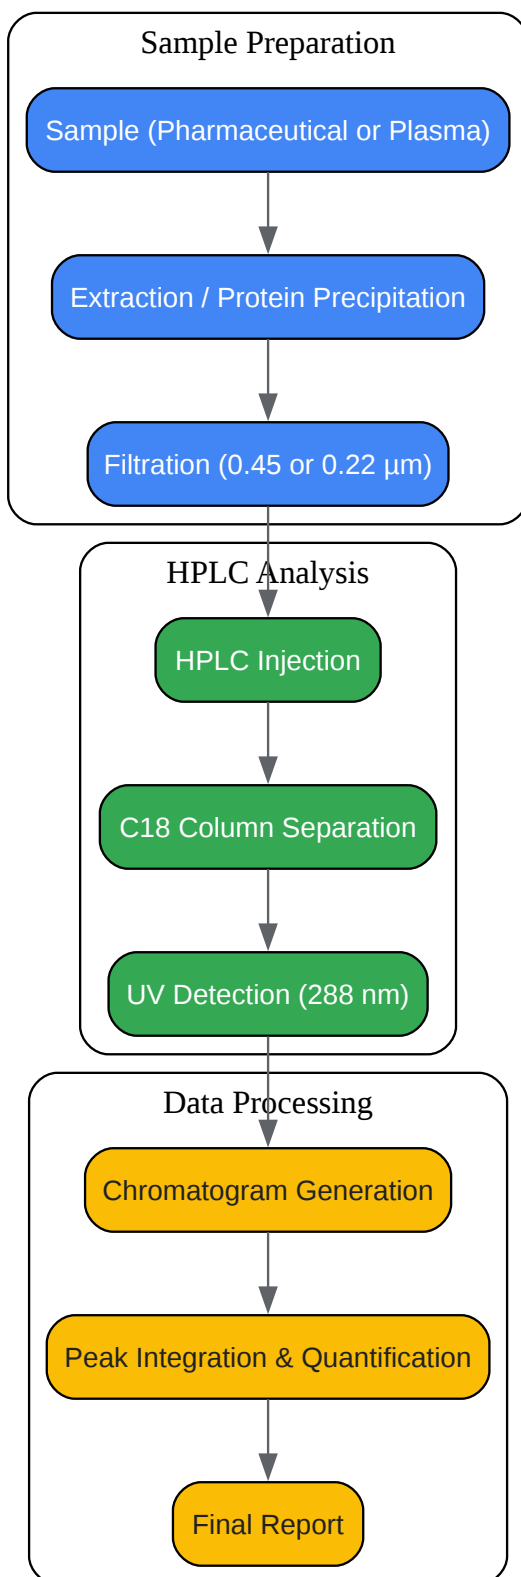 Sample Preparation
Sample (Pharmaceutical or Plasma)
Extraction / Protein Precipitation
Filtration (0.45 or 0.22 µm)
HPLC Analysis
HPLC Injection
C18 Column Separation
UV Detection (288 nm)
Data Processing
Chromatogram Generation
Peak Integration & Quantification
Final Report